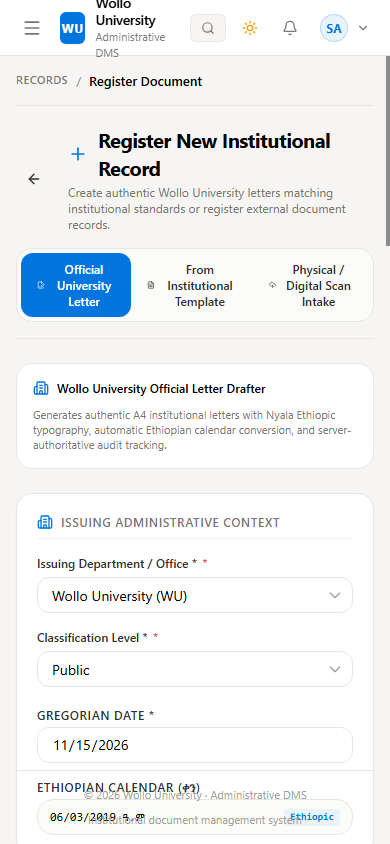 Wollo
University
WU
Administrative
DMS
SA
RECORDS / Register Document
Register New Institutional
Record
Create authentic Wollo University letters matching
institutional standards or register external document
records.
Official
University
Letter
From
Institutional
Template
Physical /
Digital Scan
Intake
Wollo University Official Letter Drafter
Generates authentic A4 institutional letters with Nyala Ethiopic
typography, automatic Ethiopian calendar conversion, and server-
authoritative audit tracking.
ISSUING ADMINISTRATIVE CONTEXT
Issuing Department / Office * *
Wollo University (WU)
Classification Level * *
Public
GREGORIAN DATE *
11/15/2026
ETHIOPIAN CALENDAR (ቀን)
© 2026 Wollo University · Administrative DMS
06/03/2019 ዓ.ም
Ethiopic
Institutional document management system